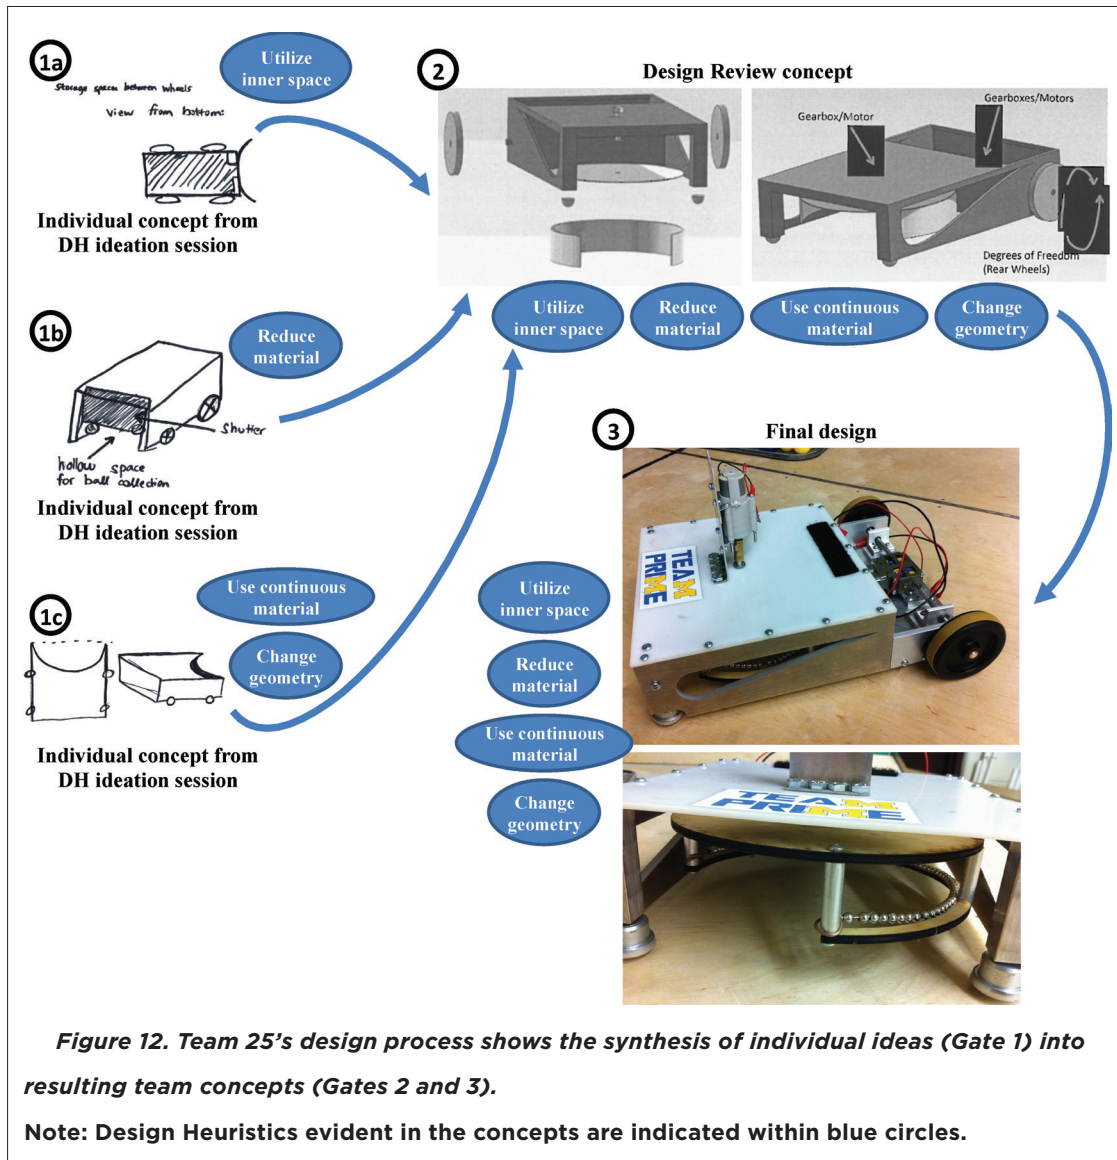 1a
Utilize
inner space
Storage spaces between wheels
view from bottom:
Individual concept from
DH ideation session
1b
Reduce
material
Shutter
hollow space
for ball collection
Individual concept from
DH ideation session
1c
Use continuous
material
Change
geometry
Individual concept from
DH ideation session
2
Design Review concept
Gearbox/Motor
Gearboxes/Motors
Degrees of Freedom
(Rear Wheels)
Utilize
inner space
Reduce
material
Use continuous
material
Change
geometry
3
Final design
Utilize
inner space
Reduce
material
Use continuous
material
Change
geometry
TEAM
PRIME
TEAM
PRIME
Figure 12. Team 25's design process shows the synthesis of individual ideas (Gate 1) into
resulting team concepts (Gates 2 and 3).
Note: Design Heuristics evident in the concepts are indicated within blue circles.